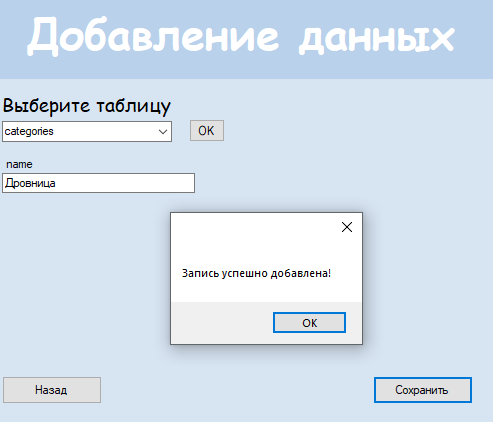 Добавление данных
Выберите таблицу
categories
OK
name
Дровница
Запись успешно добавлена!
OK
Назад
Сохранить